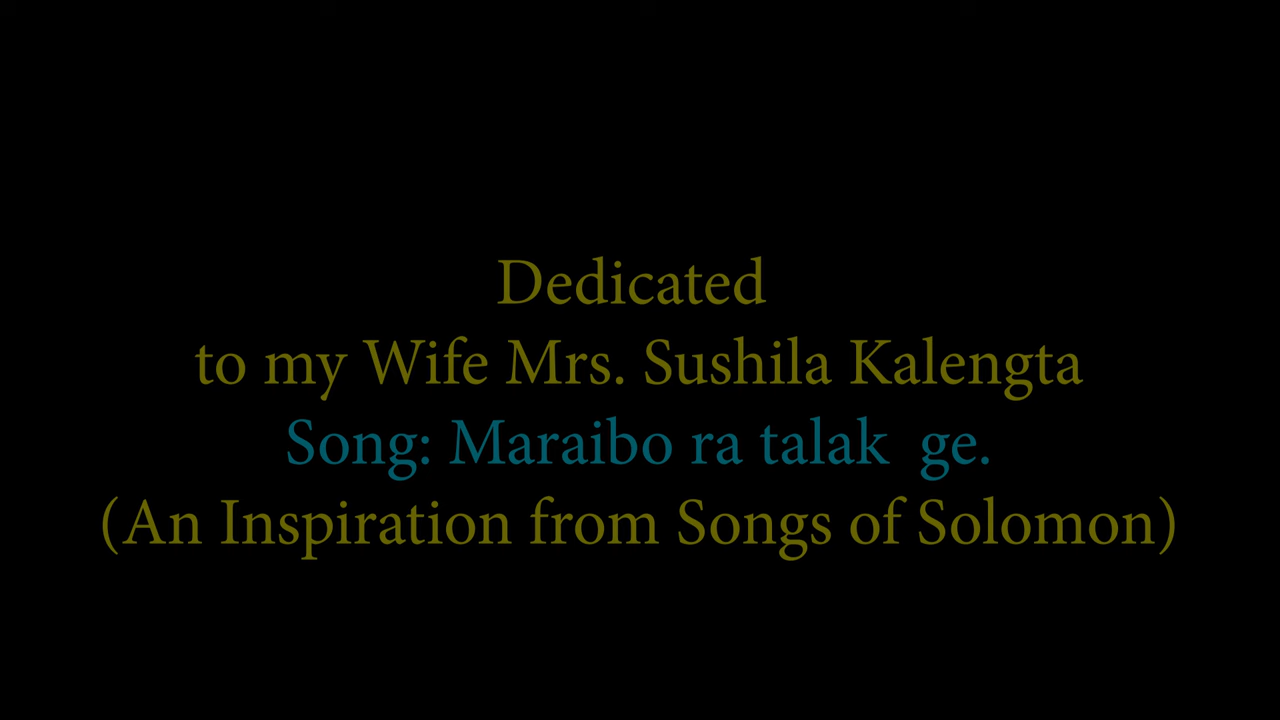 Dedicated
to my Wife Mrs. Sushila Kalengta
Song: Maraibo ra talak  ge.
(An Inspiration from Songs of Solomon)